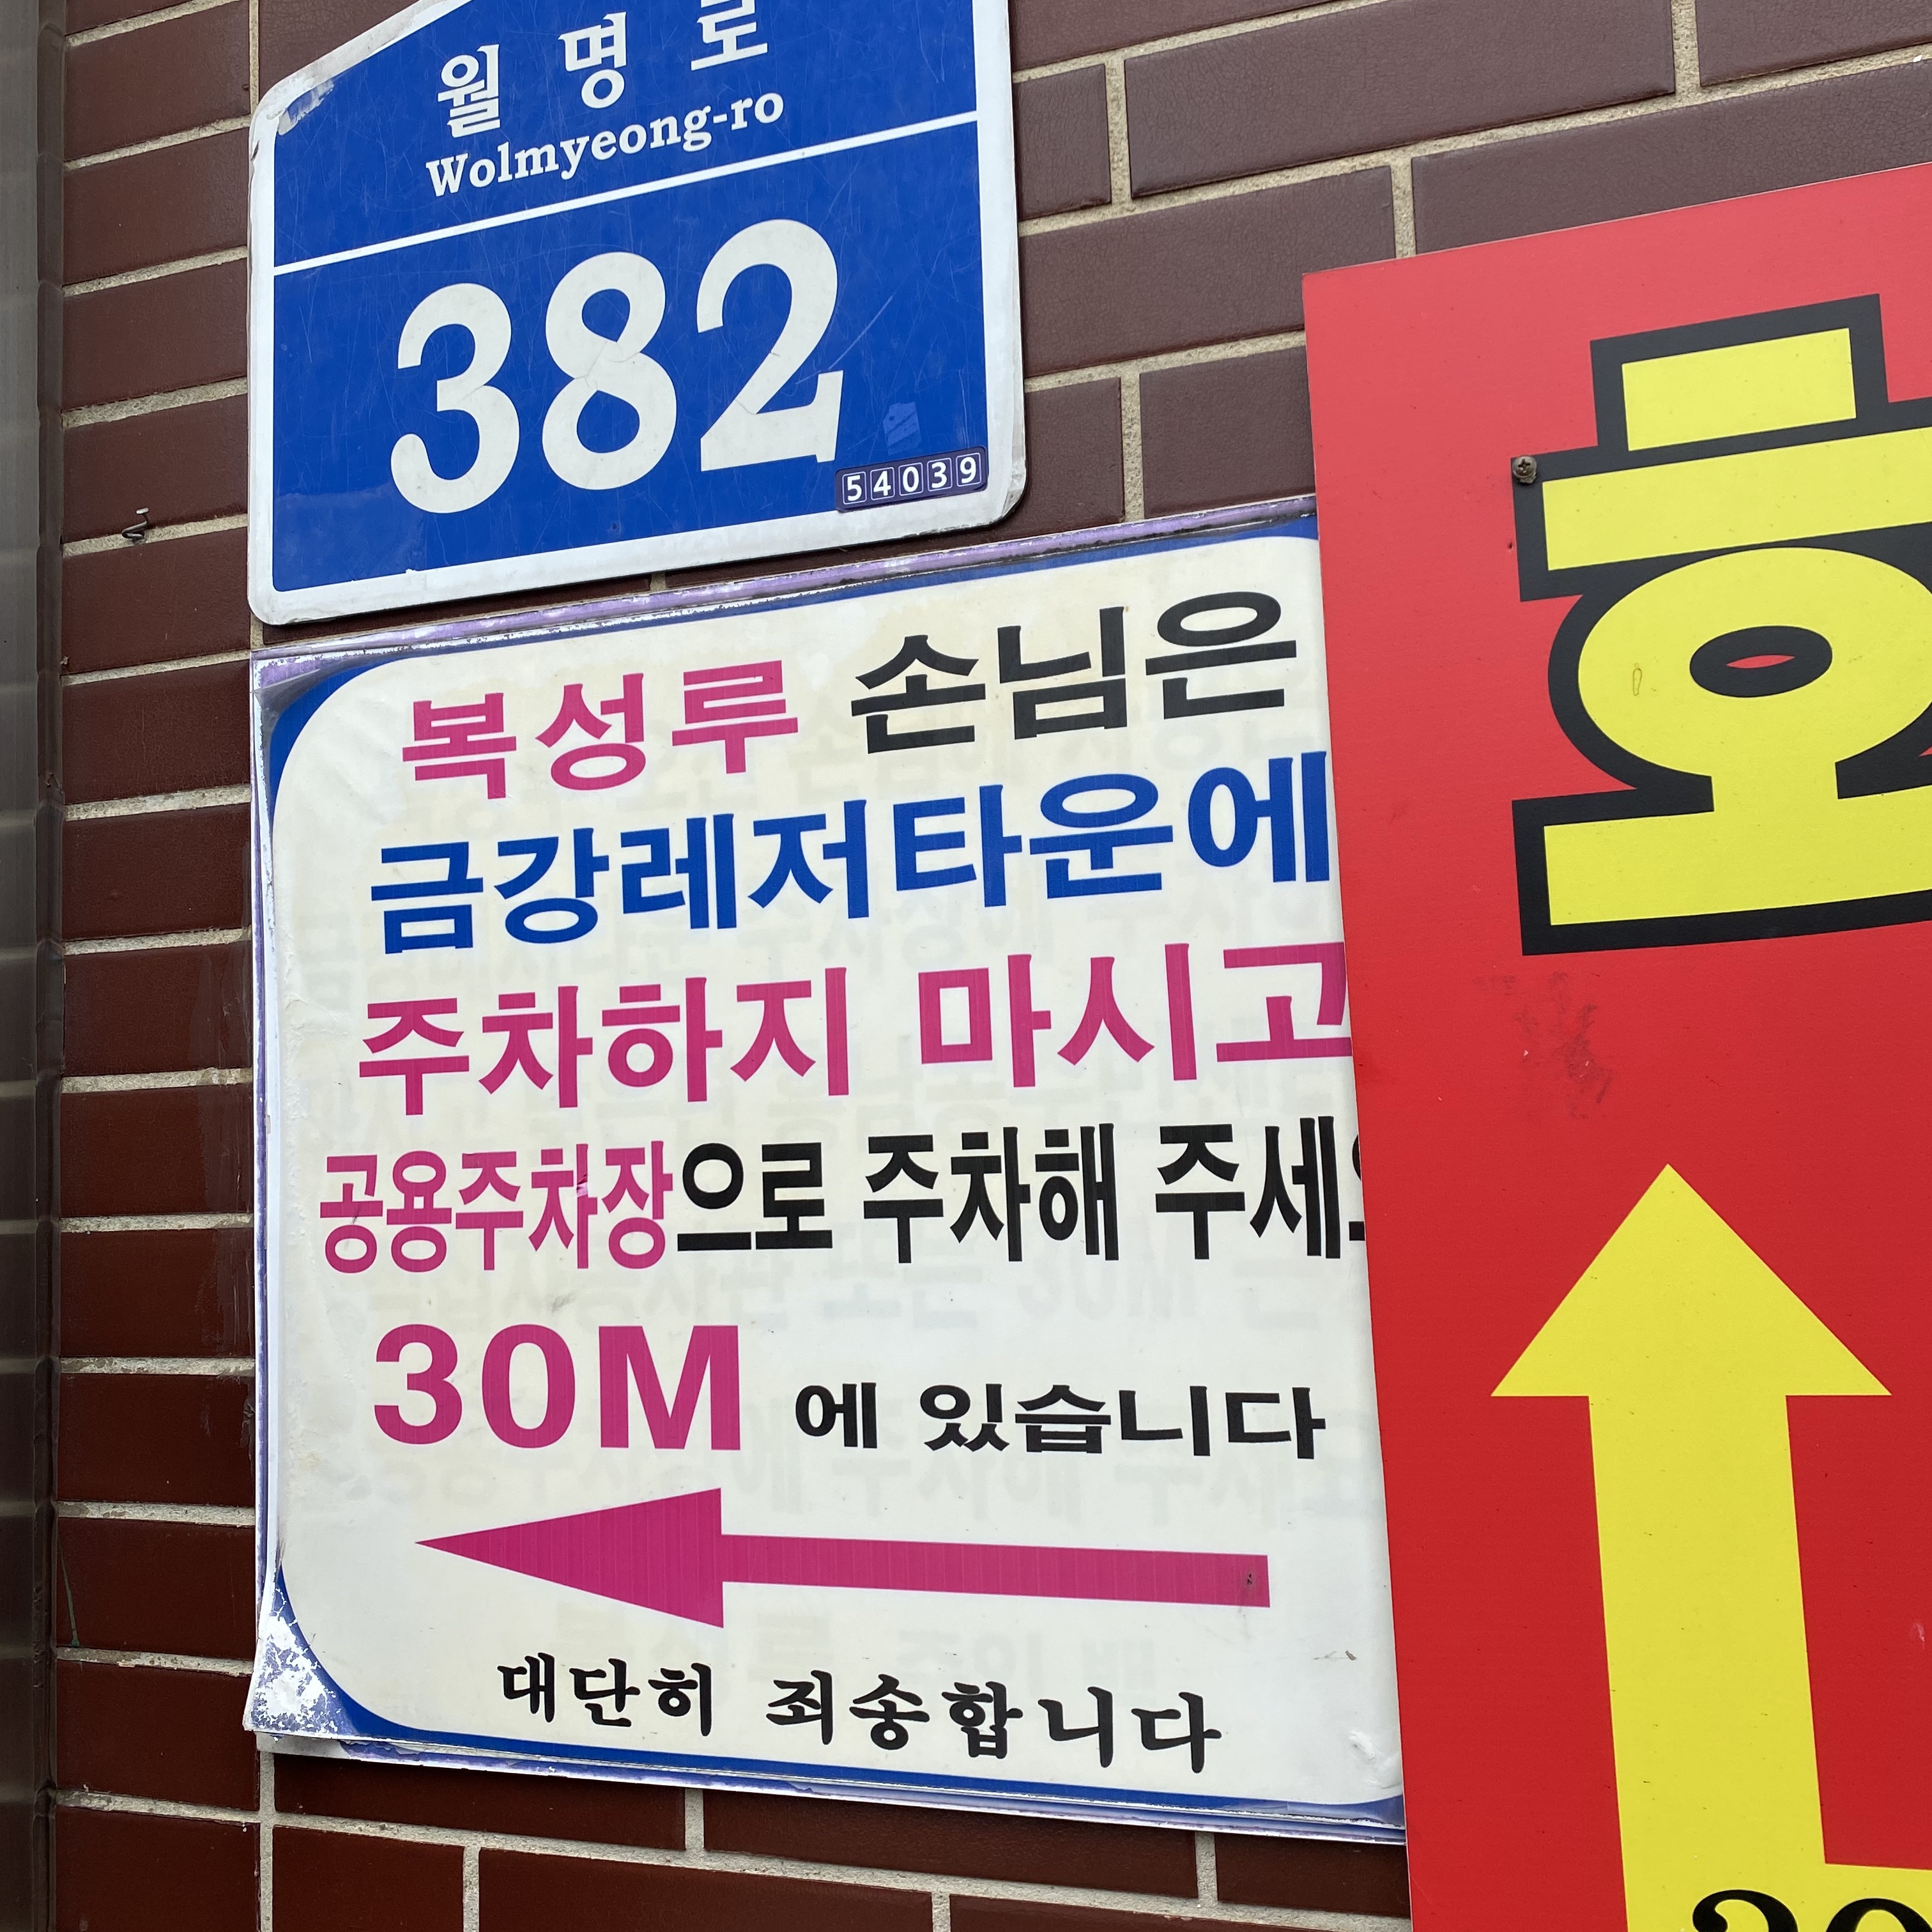 월명로
Wolmyeong-ro
382
54039
복성루 손님은
금강레저타운에
주차하지 마시고
공용주차장으로 주차해 주세
30M 에 있습니다
대단히 죄송합니다